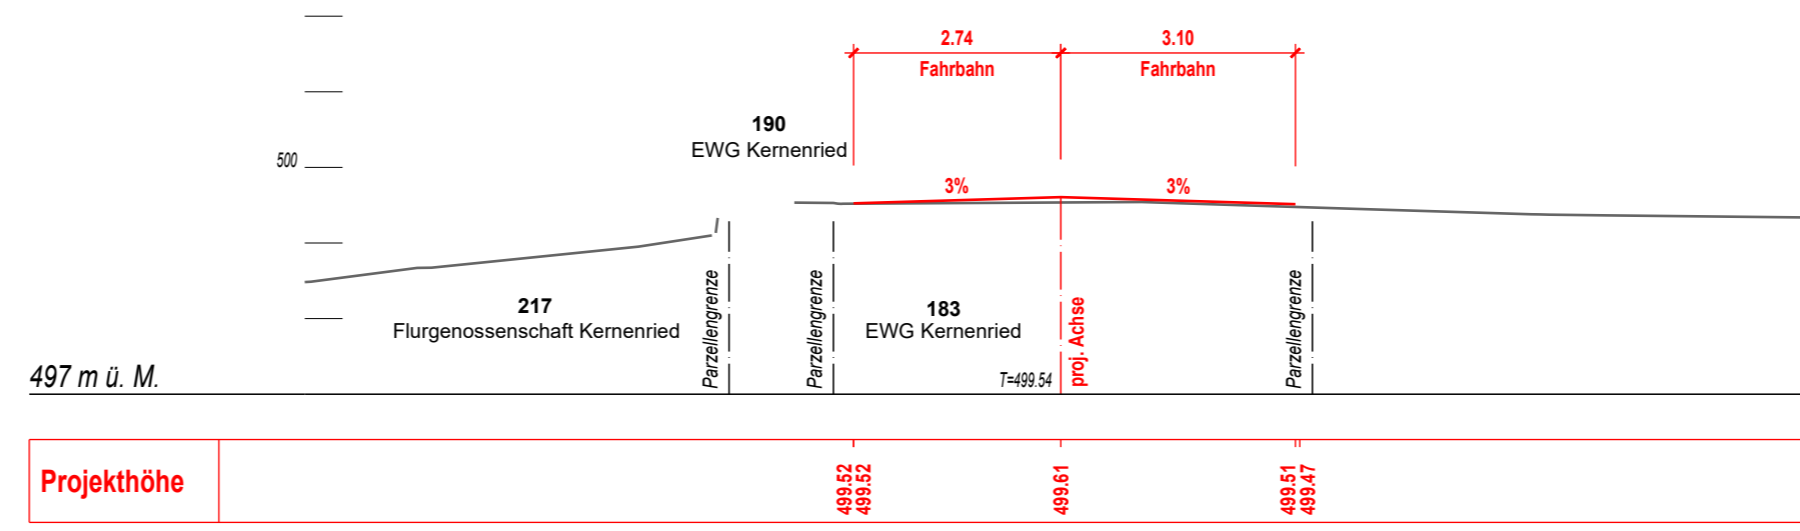 2.74
3.10
Fahrbahn
Fahrbahn
190
EWG Kernenried
500
3%
3%
217
Flurgenossenschaft Kernenried
183
EWG Kernenried
Parzellengrenze
Parzellengrenze
proj. Achse
Parzellengrenze
497 m ü. M.
T=499.54
Projekthöhe
499.52
499.52
499.61
499.51
499.47